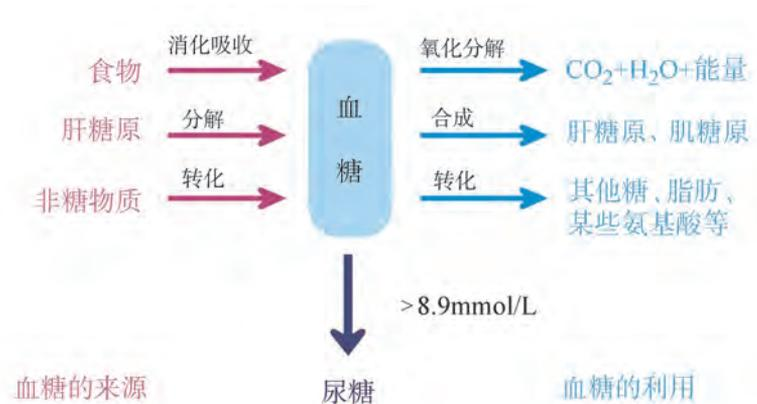 食物
消化吸收
血糖
氧化分解
CO₂+H₂O+能量
肝糖原
分解
合成
肝糖原、肌糖原
非糖物质
转化
转化
其他糖、脂肪、
某些氨基酸等
>8.9mmol/L
血糖的来源
尿糖
血糖的利用